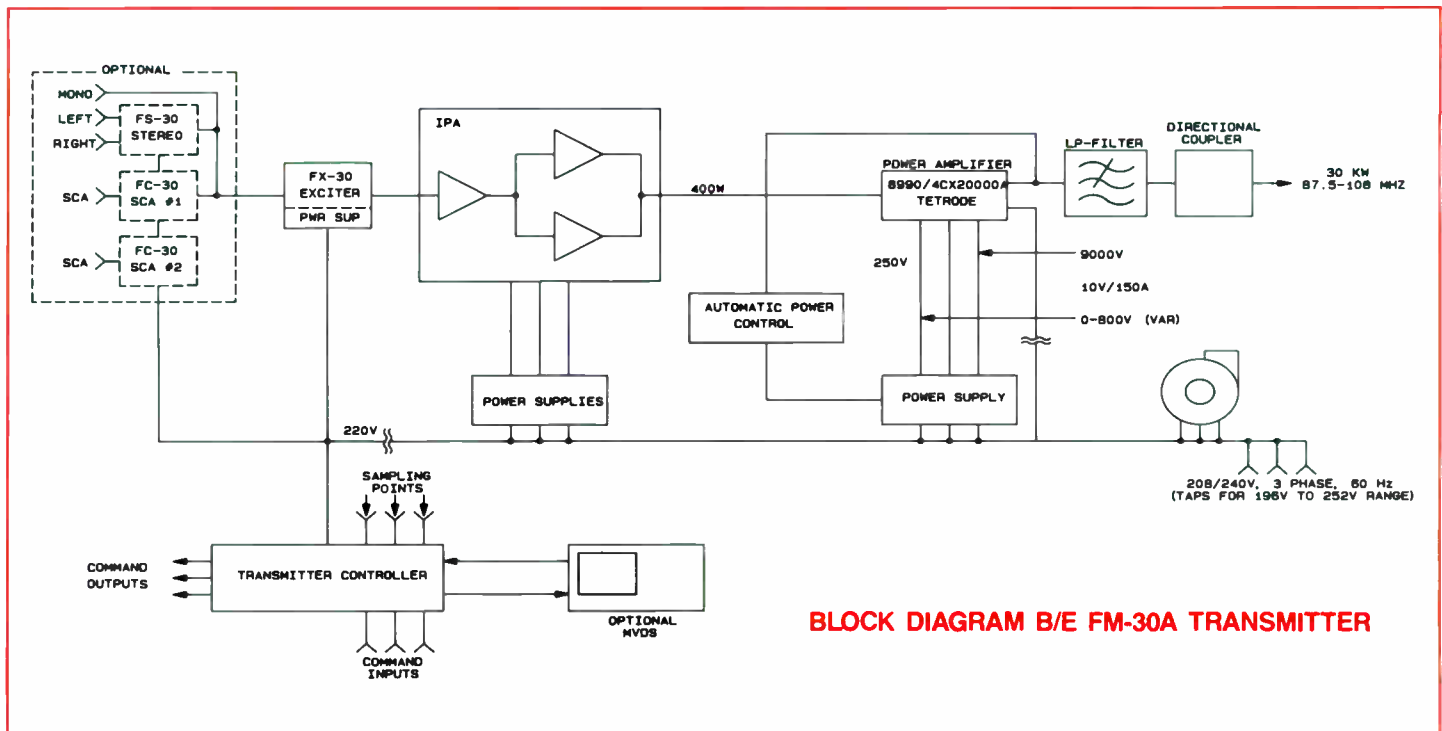 OPTIONAL
MONO
LEFT
RIGHT
FS-30
STEREO
SCA
FC-30
SCA #1
SCA
FC-30
SCA #2
FX-30
EXCITER
PWR SUP
IPA
400W
POWER SUPPLIES
AUTOMATIC POWER
CONTROL
POWER AMPLIFIER
8990/4CX20000A
TETRODE
LP-FILTER
DIRECTIONAL
COUPLER
30 KW
87.5-108 MHZ
250V
9000V
10V/150A
0-800V (VAR)
POWER SUPPLY
220V
208/240V, 3 PHASE, 60 Hz
(TAPS FOR 196V TO 252V RANGE)
SAMPLING
POINTS
COMMAND
OUTPUTS
TRANSMITTER CONTROLLER
COMMAND
INPUTS
OPTIONAL
MVDS
BLOCK DIAGRAM B/E FM-30A TRANSMITTER